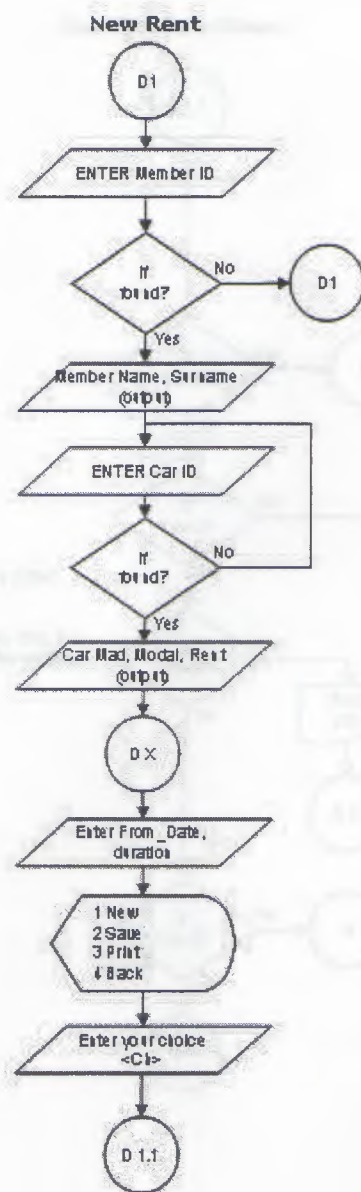 New Rent
D1
ENTER Member ID
If
found?
No
D1
Yes
Member Name, Surname
(output)
ENTER Car ID
If
found?
No
Yes
Car Mad, Modal, Rent
(output)
D X
Enter From_Date,
duration
1 New
2 Save
3 Print
4 Back
Enter your choice
<Ch>
D 1.1